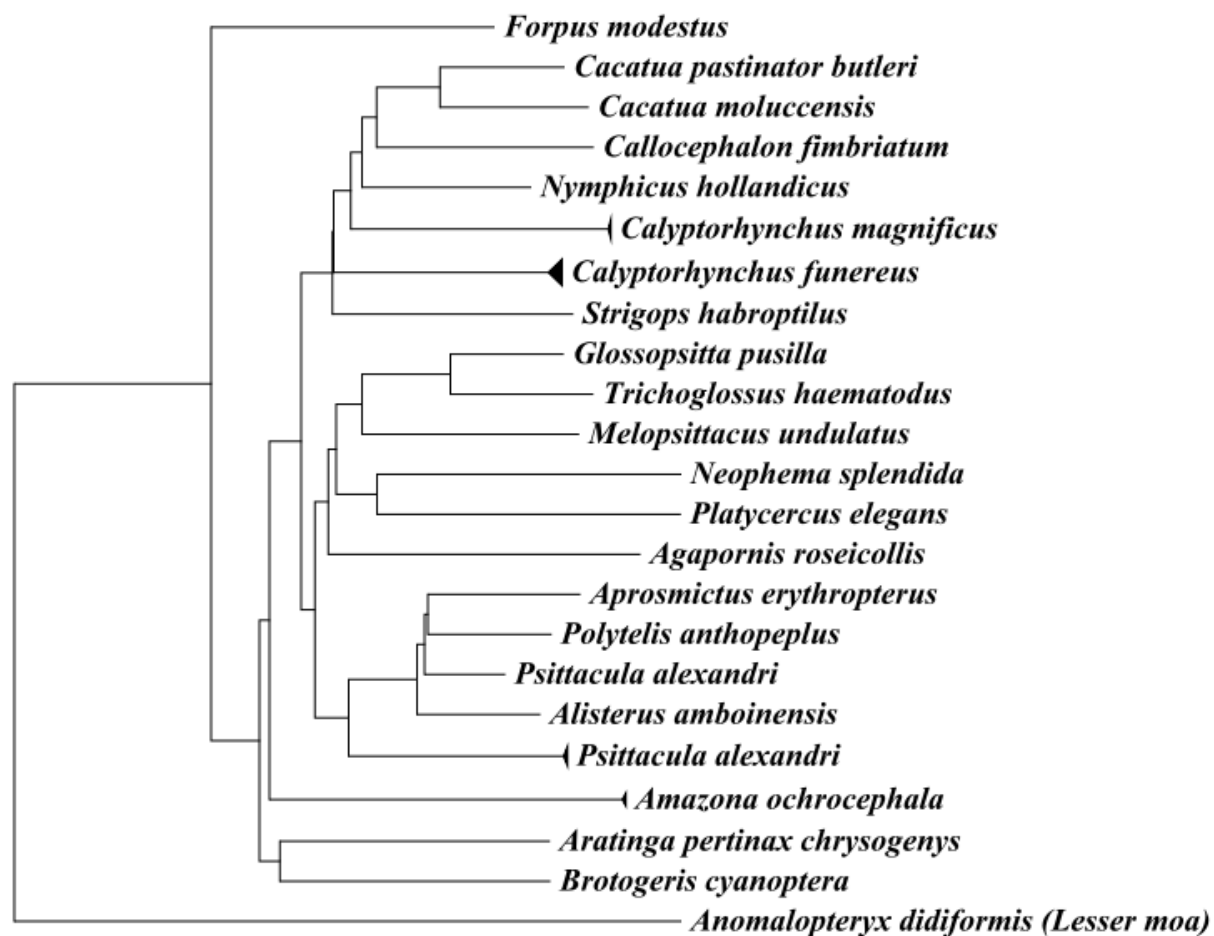 Forpus modestus
Cacatua pastinator butleri
Cacatua moluccensis
Callocephalon fimbriatum
Nymphicus hollandicus
Calyptorhynchus magnificus
Calyptorhynchus funereus
Strigops habroptilus
Glossopsitta pusilla
Trichoglossus haematodus
Melopsittacus undulatus
Neophema splendida
Platycercus elegans
Agapornis roseicollis
Aprosmictus erythropterus
Polytelis anthopeplus
Psittacula alexandri
Alisterus amboinensis
Psittacula alexandri
Amazona ochrocephala
Aratinga pertinax chrysogenys
Brotogeris cyanoptera
Anomalopteryx didiformis (Lesser moa)